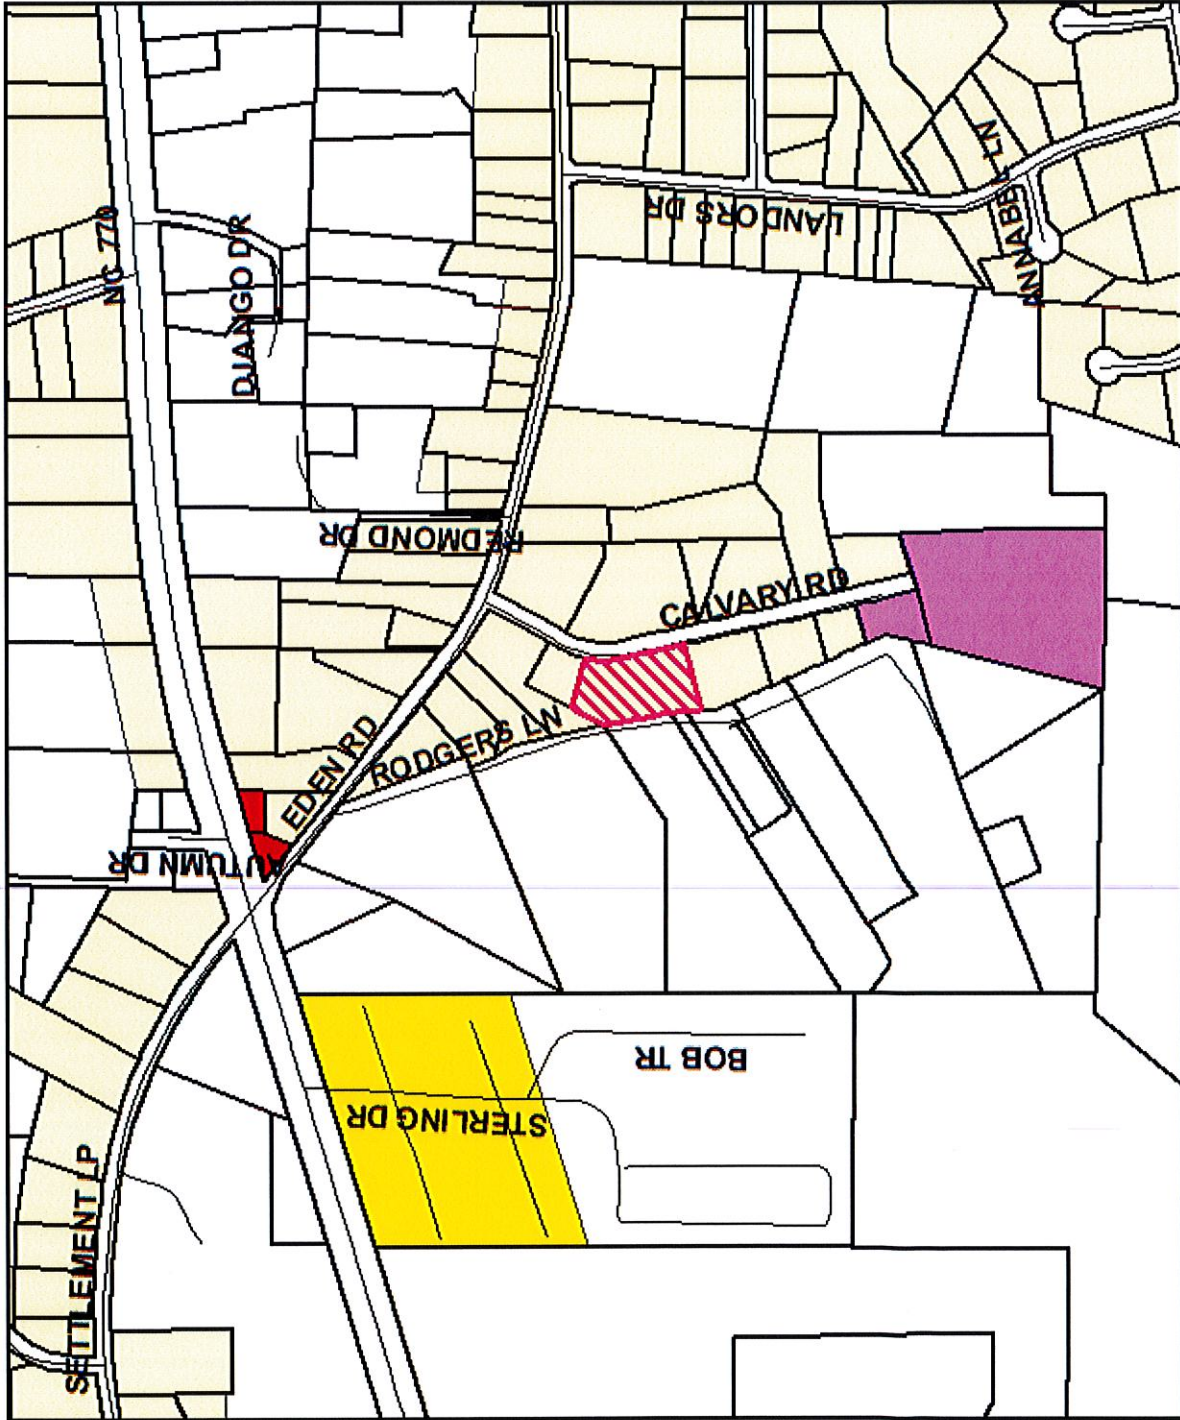 NC 770
DJANGO DR
LANDORS DR
ANNABBA LN
REDMOND DR
CALVARY RD
EDEN RD
RODGERS LN
AUTUMN DR
BOB TR
STERLING DR
SETTLEMENT LP